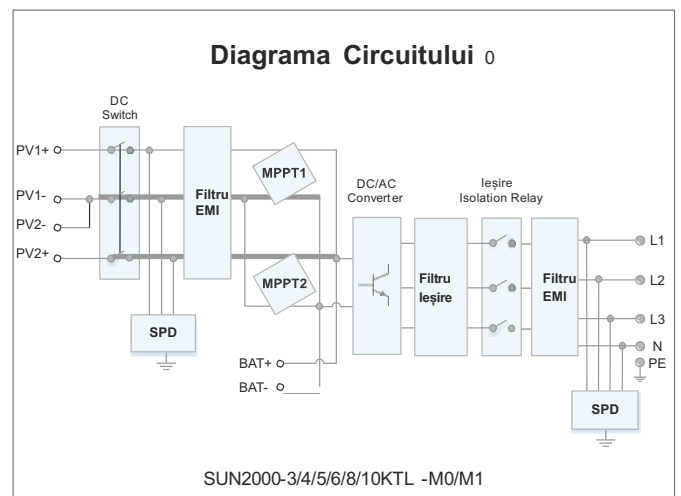 Diagrama Circuitului 0
DC
Switch
PV1+
PV1-
PV2-
PV2+
Filtru
EMI
MPPT1
MPPT2
SPD
BAT+
BAT-
DC/AC
Converter
Filtru
Ieșire
Ieșire
Isolation Relay
Filtru
EMI
L1
L2
L3
N
PE
SPD
SUN2000-3/4/5/6/8/10KTL -M0/M1